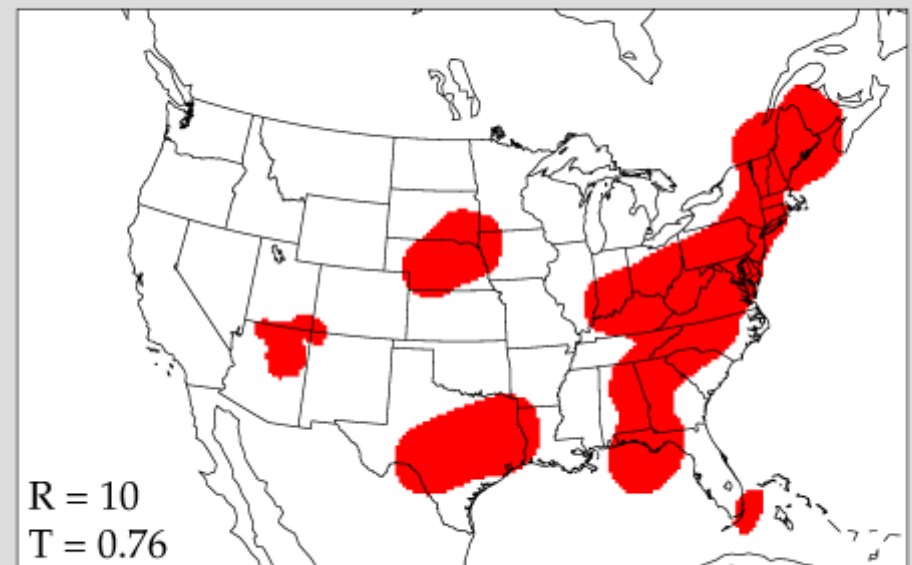 R = 10
T = 0.76